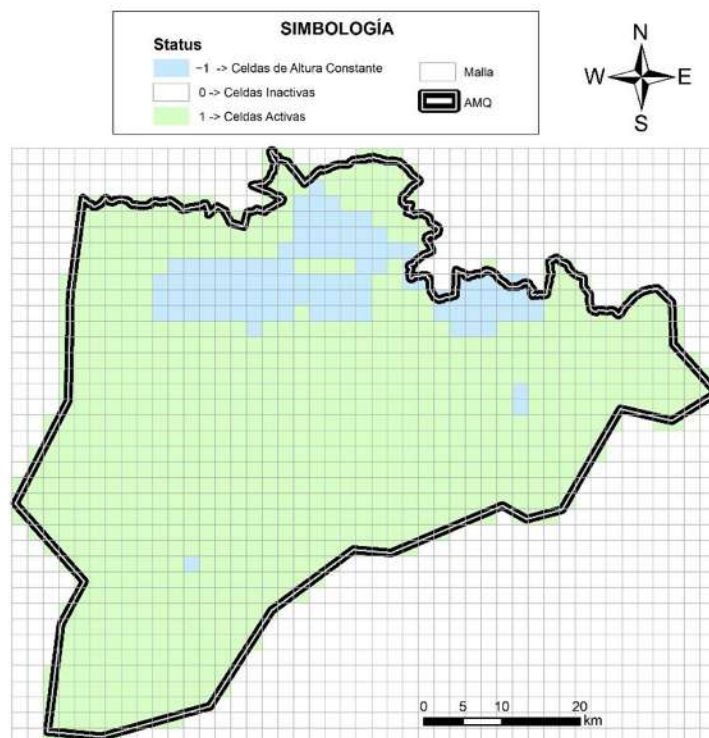 SIMBOLOGÍA
Status
−1 -> Celdas de Altura Constante
0 -> Celdas Inactivas
1 -> Celdas Activas
Malla
AMQ
N
W E
S
0 5 10 20
km